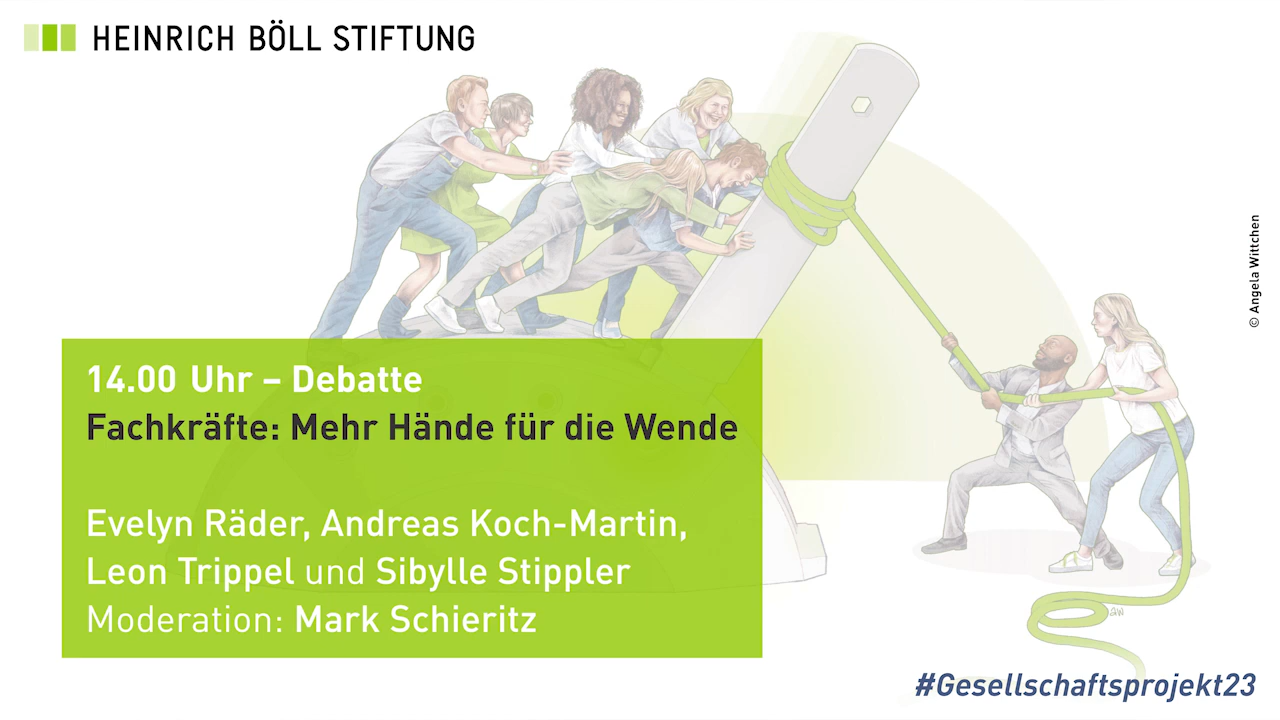 HEINRICH BÖLL STIFTUNG
© Angela Wittchen
14.00 Uhr – Debatte
Fachkräfte: Mehr Hände für die Wende
Evelyn Räder, Andreas Koch-Martin,
Leon Trippel und Sibylle Stippler
Moderation: Mark Schieritz
#Gesellschaftsprojekt23